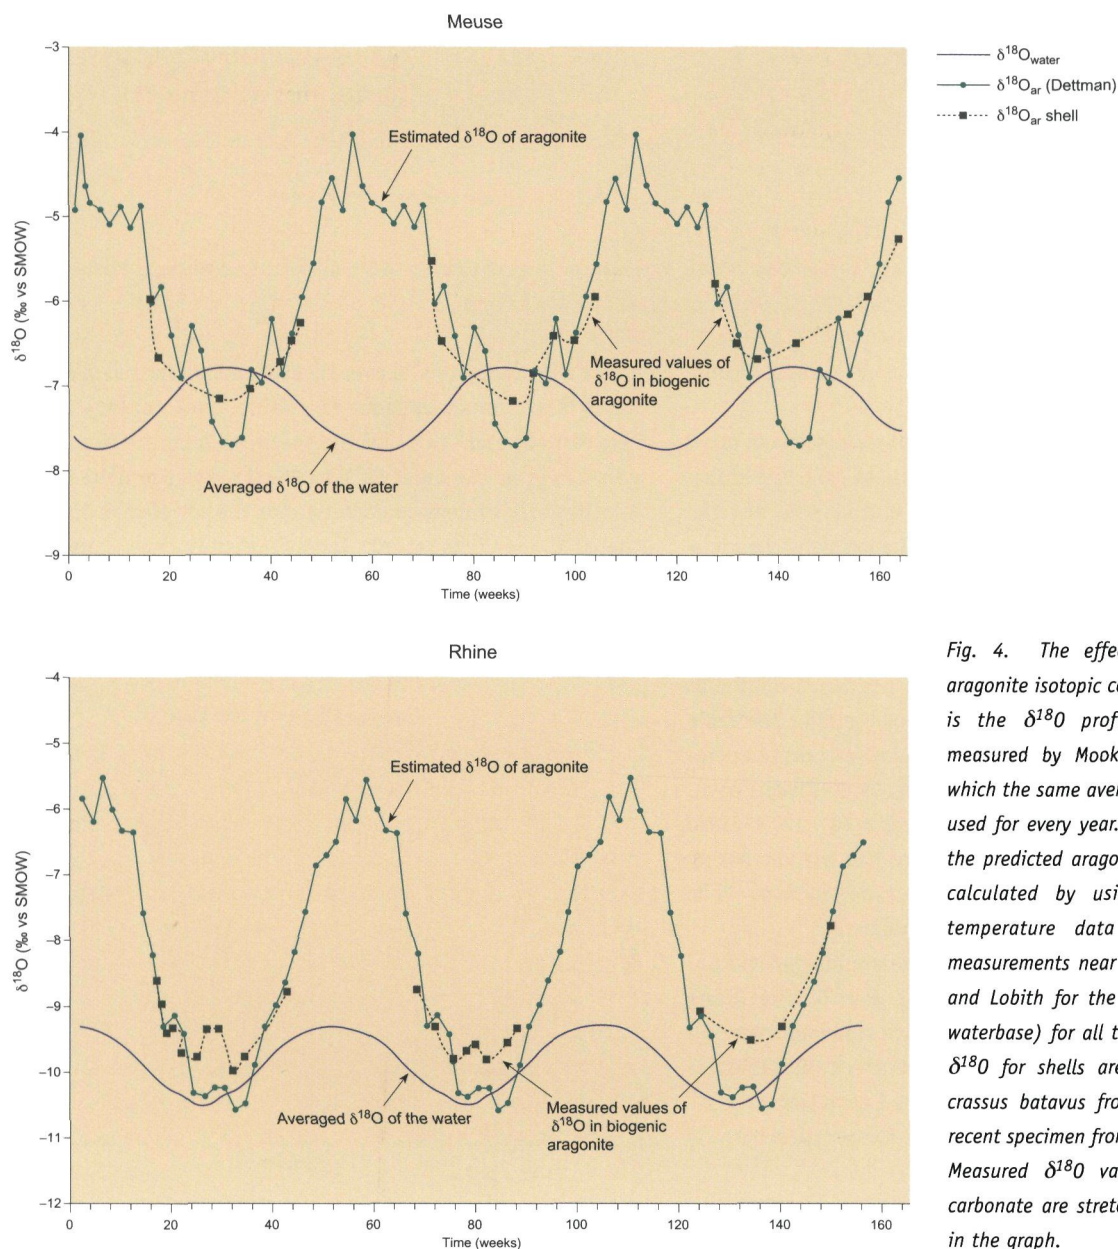 Meuse
δ18Owater
δ18Oar (Dettman)
δ18Oar shell
Estimated δ18O of aragonite
Measured values of
δ18O in biogenic
aragonite
Averaged δ18O of the water
δ18O (‰ vs SMOW)
–3
–4
–5
–6
–7
–8
–9
0 20 40 60 80 100 120 140 160
Time (weeks)
Rhine
Estimated δ18O of aragonite
Averaged δ18O of the water
Measured values of
δ18O in biogenic
aragonite
δ18O (‰ vs SMOW)
–4
–5
–6
–7
–8
–9
–10
–11
–12
0 20 40 60 80 100 120 140 160
Time (weeks)
Fig. 4. The effe
aragonite isotopic c
is the δ18O prof
measured by Mook
which the same aver
used for every year.
the predicted arago
calculated by usi
temperature data
measurements near
and Lobith for the
waterbase) for all t
δ18O for shells are
crassus batavus fro
recent specimen fron
Measured δ18O va
carbonate are stret
in the graph.